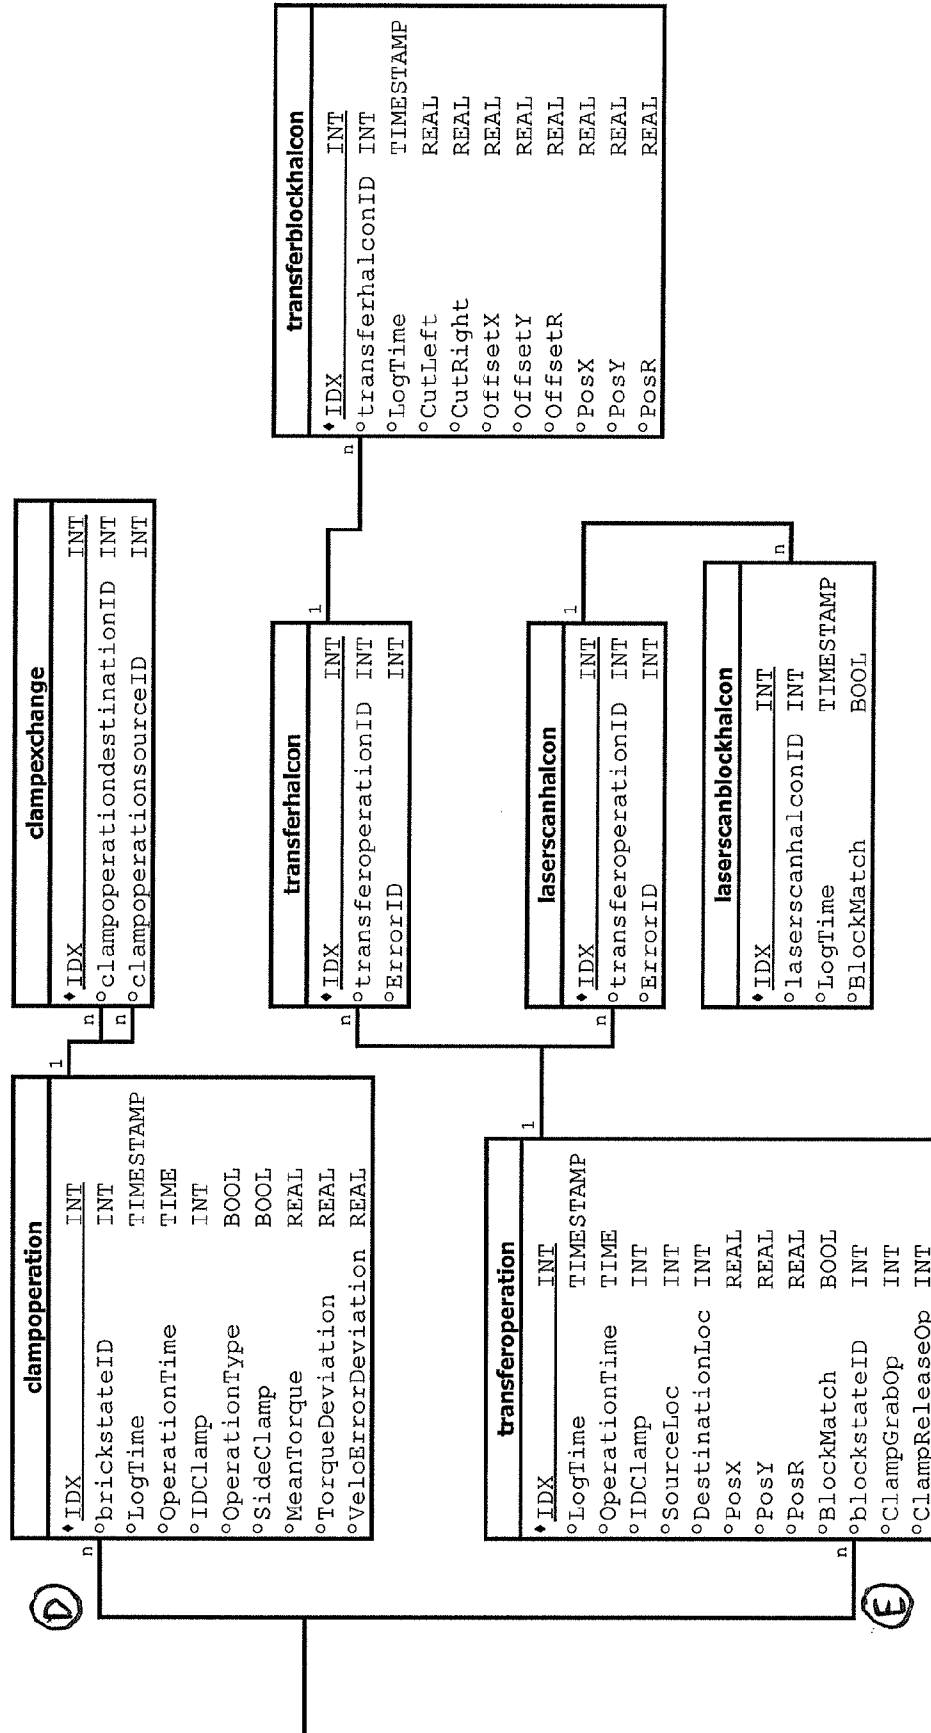 D
clampoperation
IDX INT
brickstateID INT
LogTime TIMESTAMP
OperationTime TIME
IDClamp INT
OperationType BOOL
SideClamp BOOL
MeanTorque REAL
TorqueDeviation REAL
VeloErrorDeviation REAL
n
1
clampexchange
IDX INT
clampoperationdestinationID INT
clampoperationsourceID INT
n
n
transferhalcon
IDX INT
transferoperationID INT
ErrorID INT
n
1
transferblockhalcon
IDX INT
transferhalconID INT
LogTime TIMESTAMP
CutLeft REAL
CutRight REAL
OffsetX REAL
OffsetY REAL
OffsetR REAL
PosX REAL
PosY REAL
PosR REAL
n
E
transferoperation
IDX INT
LogTime TIMESTAMP
OperationTime TIME
IDClamp INT
SourceLoc INT
DestinationLoc INT
PosX REAL
PosY REAL
PosR REAL
BlockMatch BOOL
blockstateID INT
ClampGrabOp INT
ClampReleaseOp INT
n
1
laserscanhalcon
IDX INT
transferoperationID INT
ErrorID INT
n
1
laserscanblockhalcon
IDX INT
laserscanhalconID INT
LogTime TIMESTAMP
BlockMatch BOOL
n